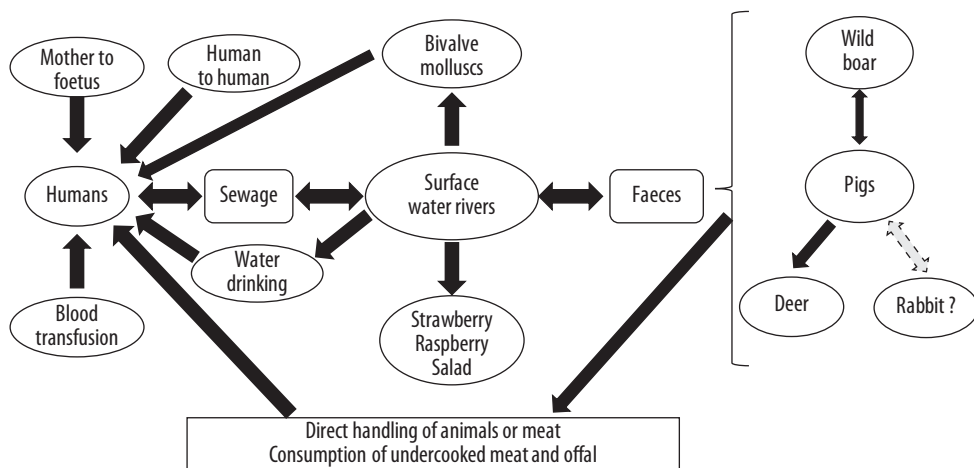 Mother to
foetus
Human
to human
Bivalve
molluscs
Wild
boar
Humans
Sewage
Surface
water rivers
Faeces
Pigs
Water
drinking
Blood
transfusion
Strawberry
Raspberry
Salad
Deer
Rabbit ?
Direct handling of animals or meat
Consumption of undercooked meat and offal